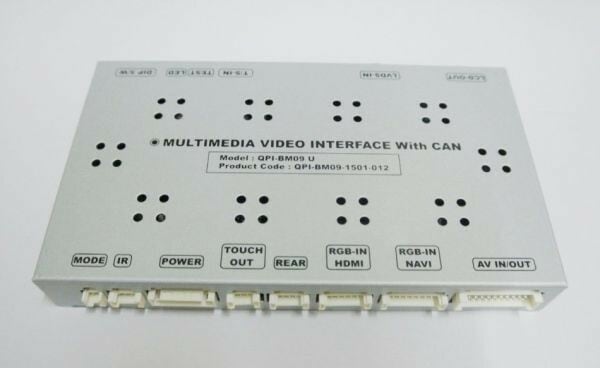 DIP S/W TEST LED T/S-IN LVDS-IN LCD-OUT
MULTIMEDIA VIDEO INTERFACE With CAN
Model : QPI-BM09 U
Product Code : QPI-BM09-1501-012
MODE IR POWER TOUCH OUT REAR RGB-IN HDMI RGB-IN NAVI AV IN/OUT